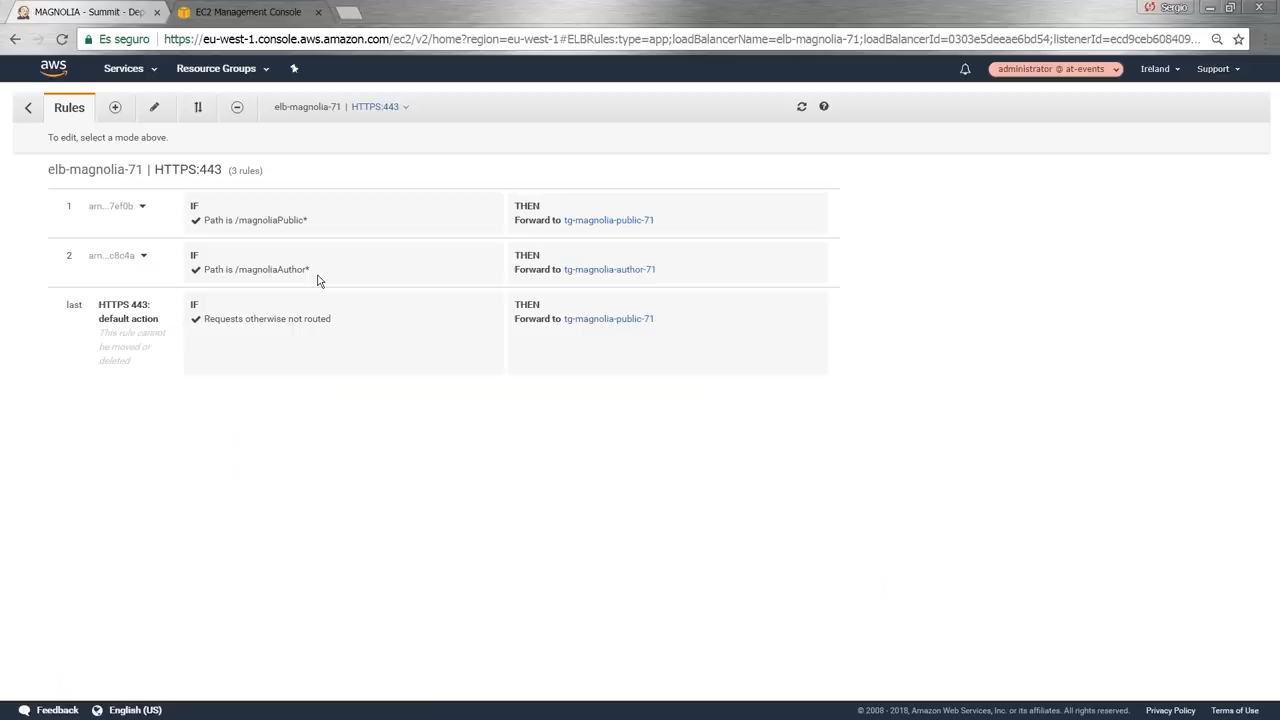 MAGNOLIA - Summit - Dep
EC2 Management Console
Sergio
Es seguro
https://eu-west-1.console.aws.amazon.com/ec2/v2/home?region=eu-west-1#ELBRules:type=app;loadBalancerName=elb-magnolia-71;loadBalancerId=0303e5deeae6bd54;listenerId=ecd9ceb608409...
aws
Services
Resource Groups
administrator @ at-events
Ireland
Support
Rules
elb-magnolia-71 | HTTPS:443
To edit, select a mode above.
elb-magnolia-71 | HTTPS:443 (3 rules)
1
arn...7ef0b
IF
Path is /magnoliaPublic*
THEN
Forward to tg-magnolia-public-71
2
arn...c8c4a
IF
Path is /magnoliaAuthor*
THEN
Forward to tg-magnolia-author-71
last
HTTPS 443:
default action
This rule cannot
be moved or
deleted
IF
Requests otherwise not routed
THEN
Forward to tg-magnolia-public-71
Feedback
English (US)
© 2008 - 2018, Amazon Web Services, Inc. or its affiliates. All rights reserved.
Privacy Policy
Terms of Use